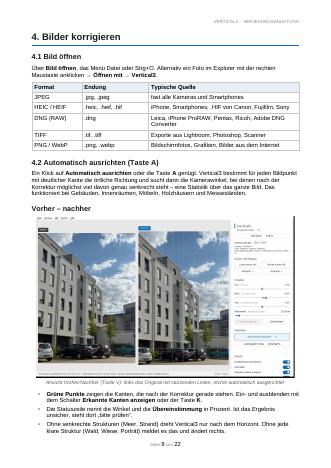 VERTICAL3 – BEDIENUNGSANLEITUNG
4. Bilder korrigieren
4.1 Bild öffnen
Über Bild öffnen, das Menü Datei oder Strg+O. Alternativ ein Foto im Explorer mit der rechten
Maustaste anklicken → Öffnen mit → Vertical3.
Format Endung Typische Quelle
JPEG .jpg, .jpeg fast alle Kameras und Smartphones
HEIC / HEIF .heic, .heif, .hif iPhone, Smartphones; .HIF von Canon, Fujifilm, Sony
DNG (RAW) .dng Leica, iPhone ProRAW, Pentax, Ricoh, Adobe DNG
Converter
TIFF .tif, .tiff Exporte aus Lightroom, Photoshop, Scanner
PNG / WebP .png, .webp Bildschirmfotos, Grafiken, Bilder aus dem Internet
4.2 Automatisch ausrichten (Taste A)
Ein Klick auf Automatisch ausrichten oder die Taste A genügt. Vertical3 bestimmt für jeden Bildpunkt
mit deutlicher Kante die örtliche Richtung und sucht dann die Kamerawinkel, bei denen nach der
Korrektur möglichst viel davon genau senkrecht steht – eine Statistik über das ganze Bild. Das
funktioniert bei Gebäuden, Innenräumen, Möbeln, Holzhäusern und Messeständen.
Vorher – nachher
Ansicht Vorher/Nachher (Taste V): links das Original mit stürzenden Linien, rechts automatisch ausgerichtet
• Grüne Punkte zeigen die Kanten, die nach der Korrektur gerade stehen. Ein- und ausblenden mit
dem Schalter Erkannte Kanten anzeigen oder der Taste K.
• Die Statuszeile nennt die Winkel und die Übereinstimmung in Prozent. Ist das Ergebnis
unsicher, steht dort „bitte prüfen“.
• Ohne senkrechte Strukturen (Meer, Strand) dreht Vertical3 nur nach dem Horizont. Ohne jede
klare Struktur (Wald, Wiese, Porträt) meldet es das und ändert nichts.
Seite 9 von 22